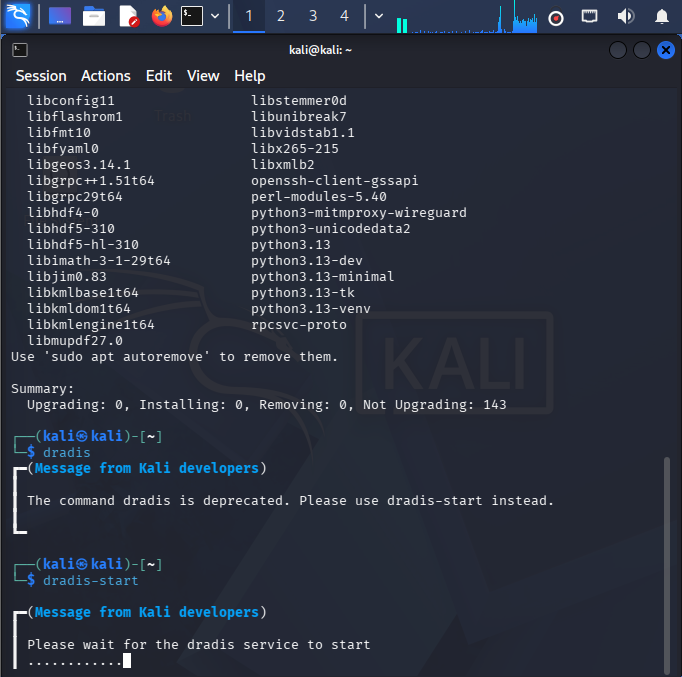 1 2 3 4
kali@kali: ~
Session Actions Edit View Help
libconfig11 libstemmer0d
libflashrom1 libunibreak7
libfmt10 libvidstab1.1
libfyaml0 libx265-215
libgeos3.14.1 libxmlb2
libgrpc++1.51t64 openssh-client-gssapi
libgrpc29t64 perl-modules-5.40
libhdf4-0 python3-mitmproxy-wireguard
libhdf5-310 python3-unicodedata2
libhdf5-hl-310 python3.13
libimath-3-1-29t64 python3.13-dev
libjim0.83 python3.13-minimal
libkmlbase1t64 python3.13-tk
libkmldom1t64 python3.13-venv
libkmlengine1t64 rpcsvc-proto
libmupdf27.0
Use 'sudo apt autoremove' to remove them.
Summary:
Upgrading: 0, Installing: 0, Removing: 0, Not Upgrading: 143
┌──(kali㉿kali)-[~]
└─$ dradis
┏━(Message from Kali developers)
┃
┃ The command dradis is deprecated. Please use dradis-start instead.
┃
┗━
┌──(kali㉿kali)-[~]
└─$ dradis-start
┏━(Message from Kali developers)
┃
┃ Please wait for the dradis service to start
┃ ............
KALI
Trash